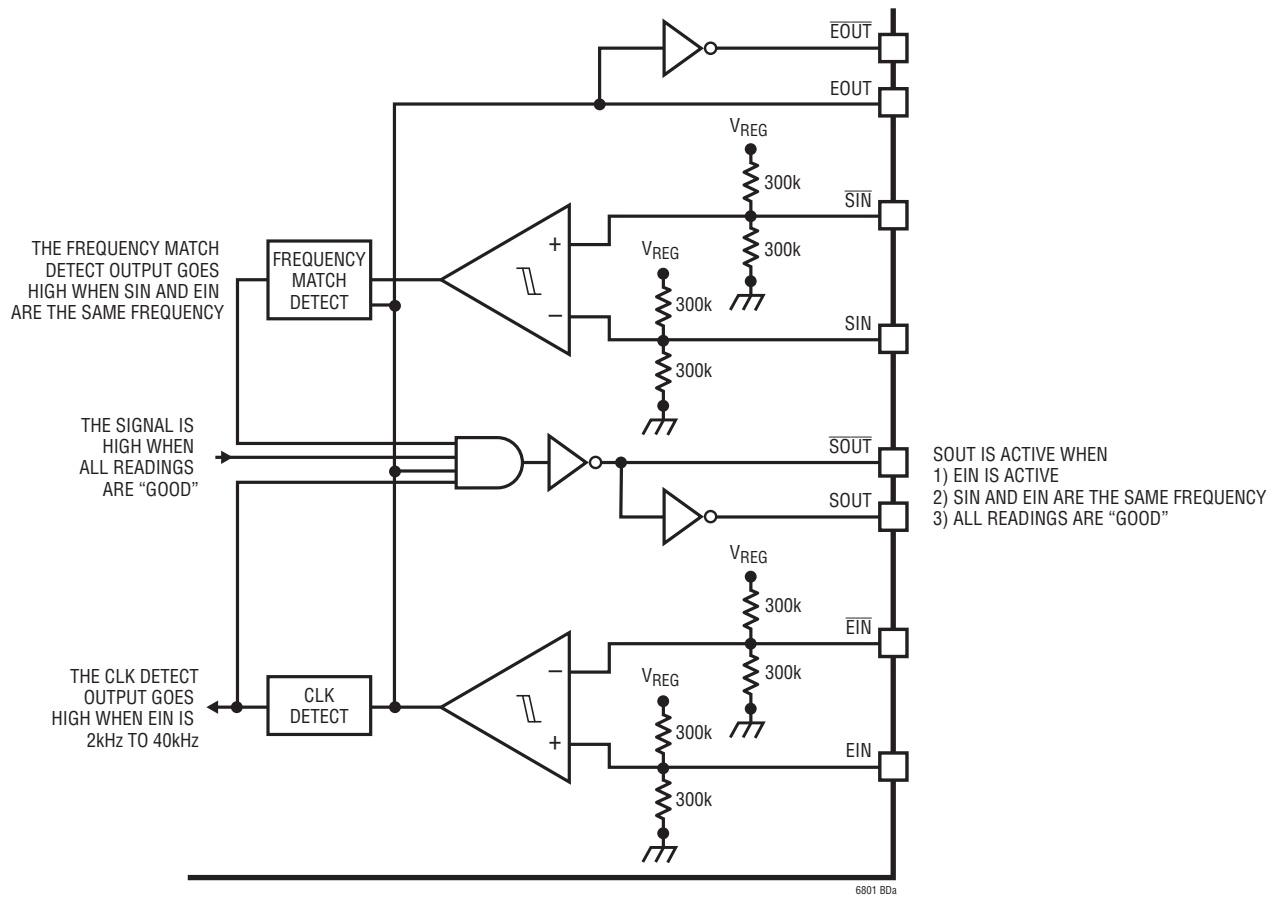 E̅O̅U̅T̅
EOUT
VREG
300k
S̅I̅N̅
300k
VREG
300k
SIN
300k
+
−
THE FREQUENCY MATCH
DETECT OUTPUT GOES
HIGH WHEN SIN AND EIN
ARE THE SAME FREQUENCY
FREQUENCY
MATCH
DETECT
THE SIGNAL IS
HIGH WHEN
ALL READINGS
ARE “GOOD”
S̅O̅U̅T̅
SOUT
SOUT IS ACTIVE WHEN
1) EIN IS ACTIVE
2) SIN AND EIN ARE THE SAME FREQUENCY
3) ALL READINGS ARE “GOOD”
VREG
300k
E̅I̅N̅
300k
VREG
300k
EIN
300k
−
+
THE CLK DETECT
OUTPUT GOES
HIGH WHEN EIN IS
2kHz TO 40kHz
CLK
DETECT
6801 BDa